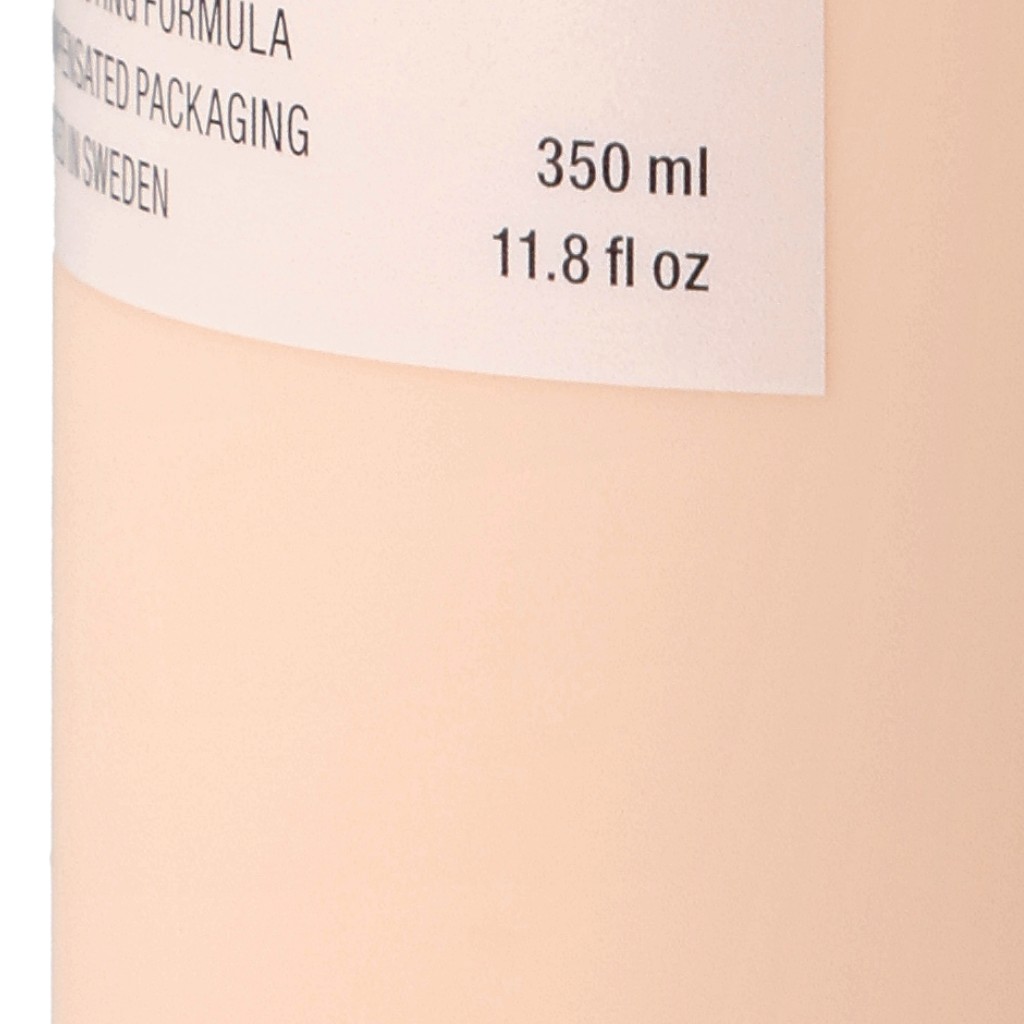 FORMULA
PACKAGING
IN SWEDEN
350 ml
11.8 fl oz